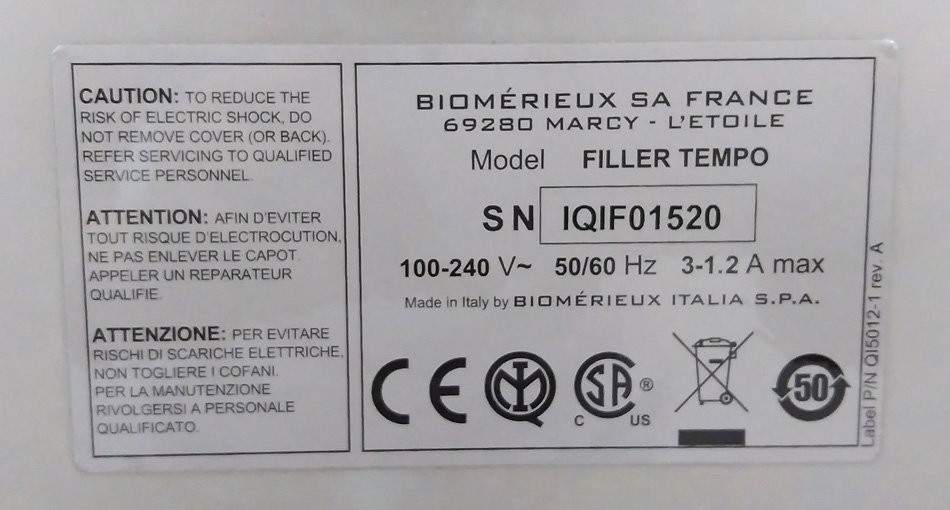 CAUTION: TO REDUCE THE
RISK OF ELECTRIC SHOCK, DO
NOT REMOVE COVER (OR BACK).
REFER SERVICING TO QUALIFIED
SERVICE PERSONNEL.
ATTENTION: AFIN D'EVITER
TOUT RISQUE D'ELECTROCUTION,
NE PAS ENLEVER LE CAPOT.
APPELER UN REPARATEUR
QUALIFIE.
ATTENZIONE: PER EVITARE
RISCHI DI SCARICHE ELETTRICHE,
NON TOGLIERE I COFANI.
PER LA MANUTENZIONE
RIVOLGERSI A PERSONALE
QUALIFICATO.
BIOMÉRIEUX SA FRANCE
69280 MARCY - L'ETOILE
Model FILLER TEMPO
SN IQIF01520
100-240 V~ 50/60 Hz 3-1.2 A max
Made in Italy by BIOMÉRIEUX ITALIA S.P.A.
CE IMQ SA ® 50
C US
Label P/N QI5012-1 rev. A